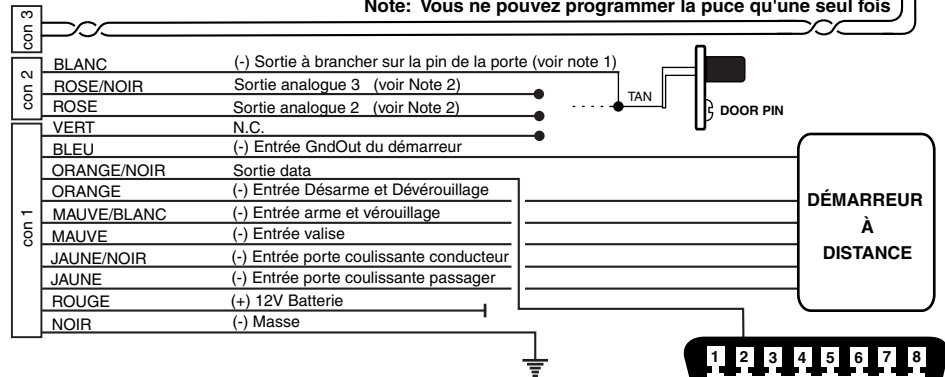 Note: Vous ne pouvez programmer la puce qu'une seul fois
con 3
con 2
BLANC (-) Sortie à brancher sur la pin de la porte (voir note 1)
ROSE/NOIR Sortie analogue 3 (voir Note 2)
ROSE Sortie analogue 2 (voir Note 2)
TAN
DOOR PIN
con 1
VERT N.C.
BLEU (-) Entrée GndOut du démarreur
ORANGE/NOIR Sortie data
ORANGE (-) Entrée Désarme et Dévérouillage
MAUVE/BLANC (-) Entrée arme et vérouillage
MAUVE (-) Entrée valise
JAUNE/NOIR (-) Entrée porte coulissante conducteur
JAUNE (-) Entrée porte coulissante passager
ROUGE (+) 12V Batterie
NOIR (-) Masse
DÉMARREUR
À
DISTANCE
1 2 3 4 5 6 7 8